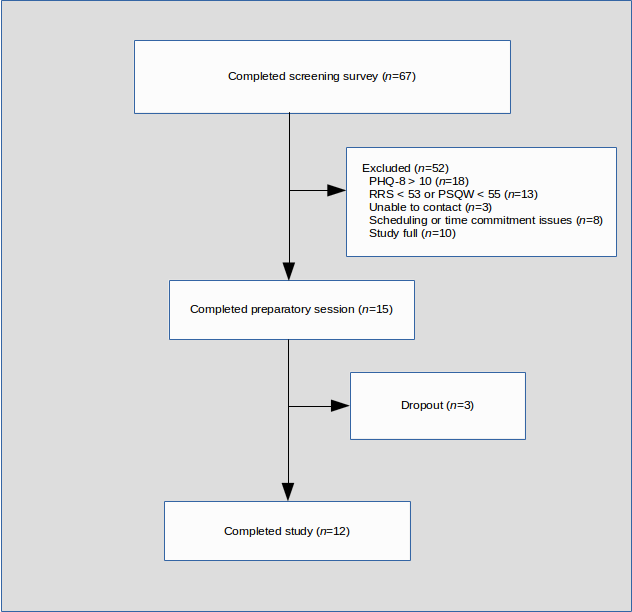 Completed screening survey (n=67)
Excluded (n=52)
PHQ-8 > 10 (n=18)
RRS < 53 or PSQW < 55 (n=13)
Unable to contact (n=3)
Scheduling or time commitment issues (n=8)
Study full (n=10)
Completed preparatory session (n=15)
Dropout (n=3)
Completed study (n=12)